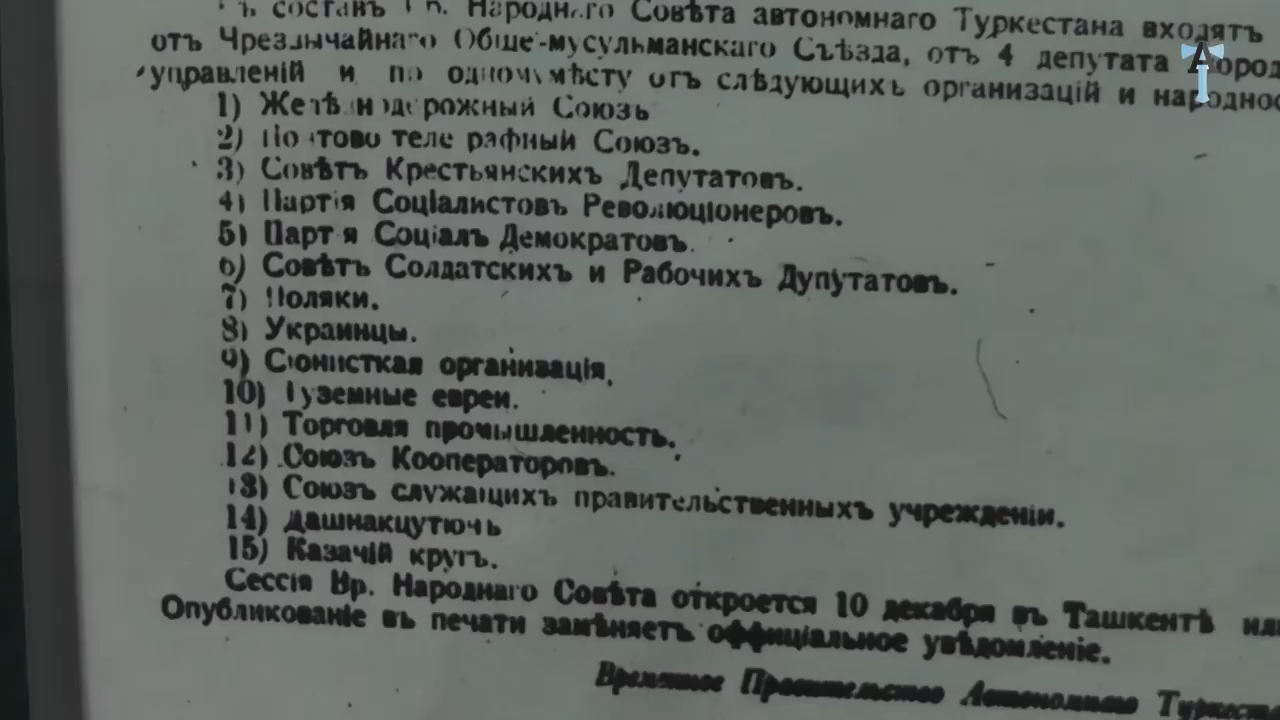 составъ Вр. Народнаго Совѣта автономнаго Туркестана входятъ
отъ Чрезвычайнаго Обще-мусульманскаго Съѣзда, отъ 4 депутата
управленій и по одному мѣсту отъ слѣдующихъ организацій и
1) Желѣзнодорожный Союзъ
2) Почтово телеграфный Союзъ.
3) Совѣтъ Крестьянскихъ Депутатовъ.
4) Партія Соціалистовъ Революціонеровъ.
5) Партія Соціалъ Демократовъ.
6) Совѣтъ Солдатскихъ и Рабочихъ Дупутатовъ.
7) Поляки.
8) Украинцы.
9) Сіонисткая организація.
10) Туземные евреи.
11) Торговля промышленность.
12) Союзъ Кооператоровъ.
13) Союзъ служащихъ правительственныхъ учрежденіи.
14) Дашнакцутюнъ
15) Казачій кругъ.
Сессія Вр. Народнаго Совѣта откроется 10 декабря въ Ташкентѣ или
Опубликованіе въ печати замѣняетъ оффиціальное увѣдомленіе.
Временное Правительство Автономнаго